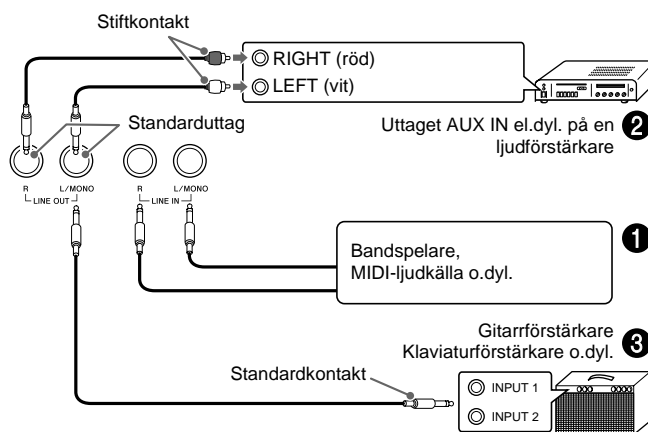 Stiftkontakt
RIGHT (röd)
LEFT (vit)
Standarduttag
Uttaget AUX IN el.dyl. på en
ljudförstärkare
2
R
L/MONO
LINE OUT
R
L/MONO
LINE IN
1
Bandspelare,
MIDI-ljudkälla o.dyl.
Gitarrförstärkare
Klaviaturförstärkare o.dyl.
3
Standardkontakt
INPUT 1
INPUT 2